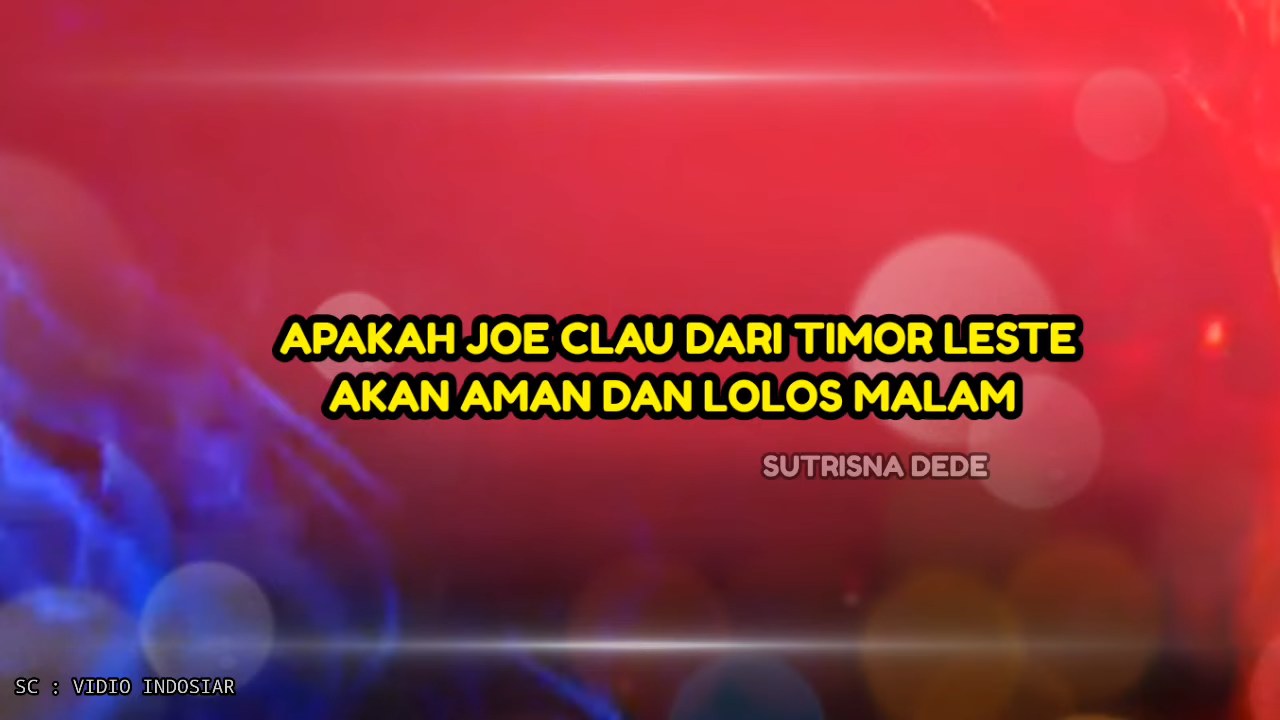 APAKAH JOE CLAU DARI TIMOR LESTE
AKAN AMAN DAN LOLOS MALAM
SUTRISNA DEDE
SC : VIDIO INDOSIAR